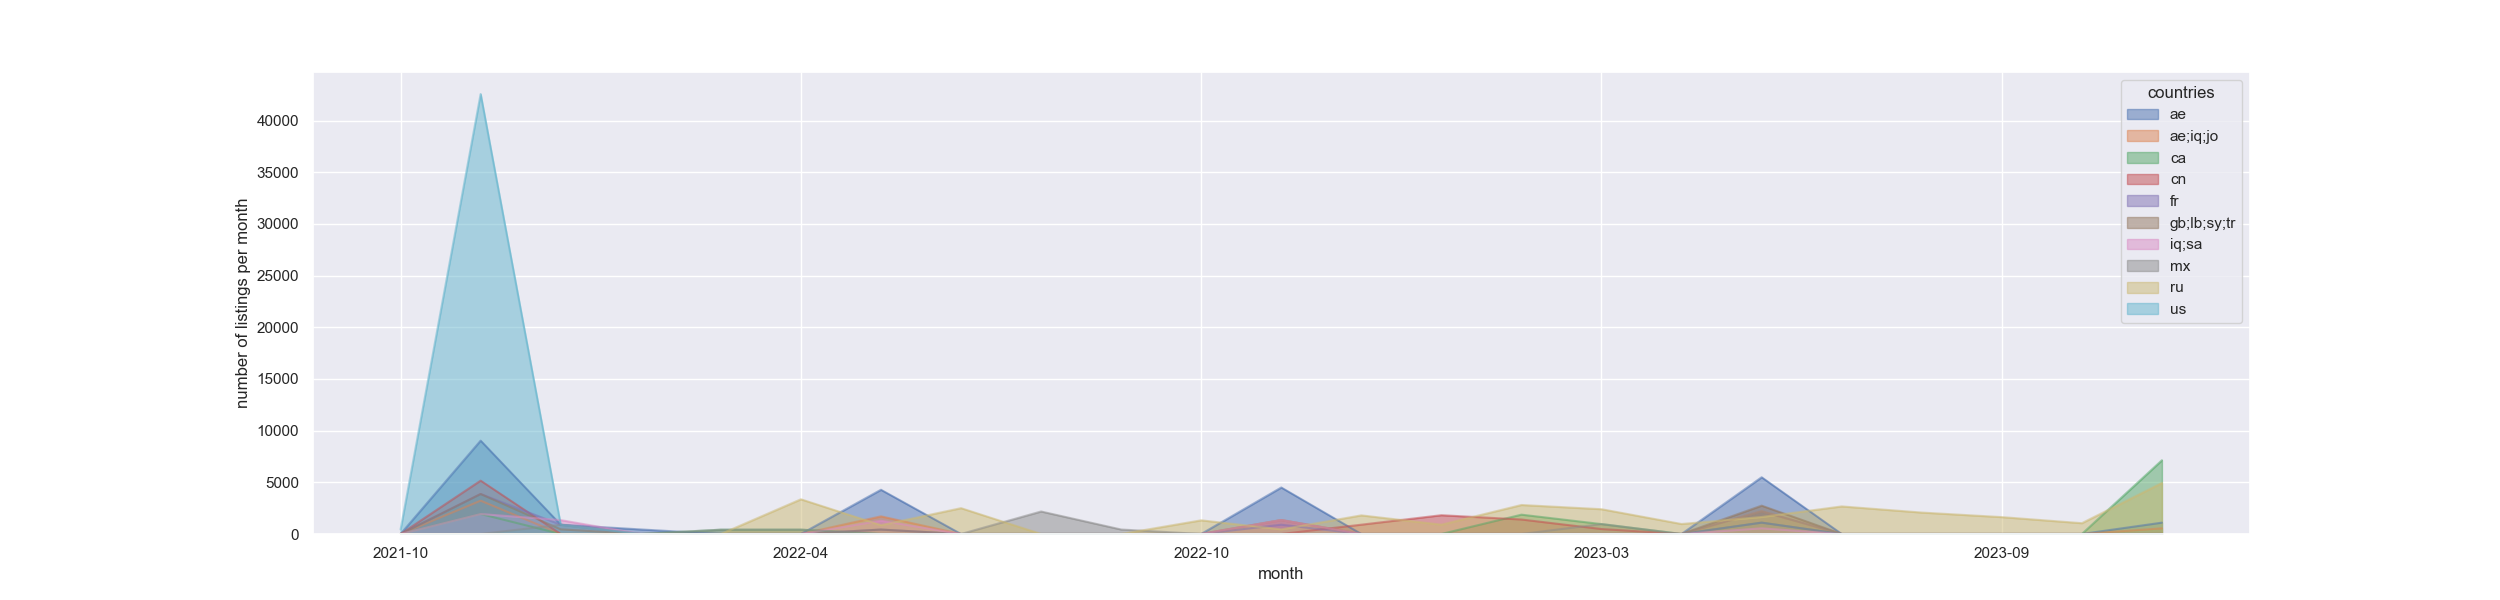 countries
ae
ae;iq;jo
ca
cn
fr
gb;lb;sy;tr
iq;sa
mx
ru
us
number of listings per month
40000
35000
30000
25000
20000
15000
10000
5000
0
2021-10 2022-04 2022-10 2023-03 2023-09
month